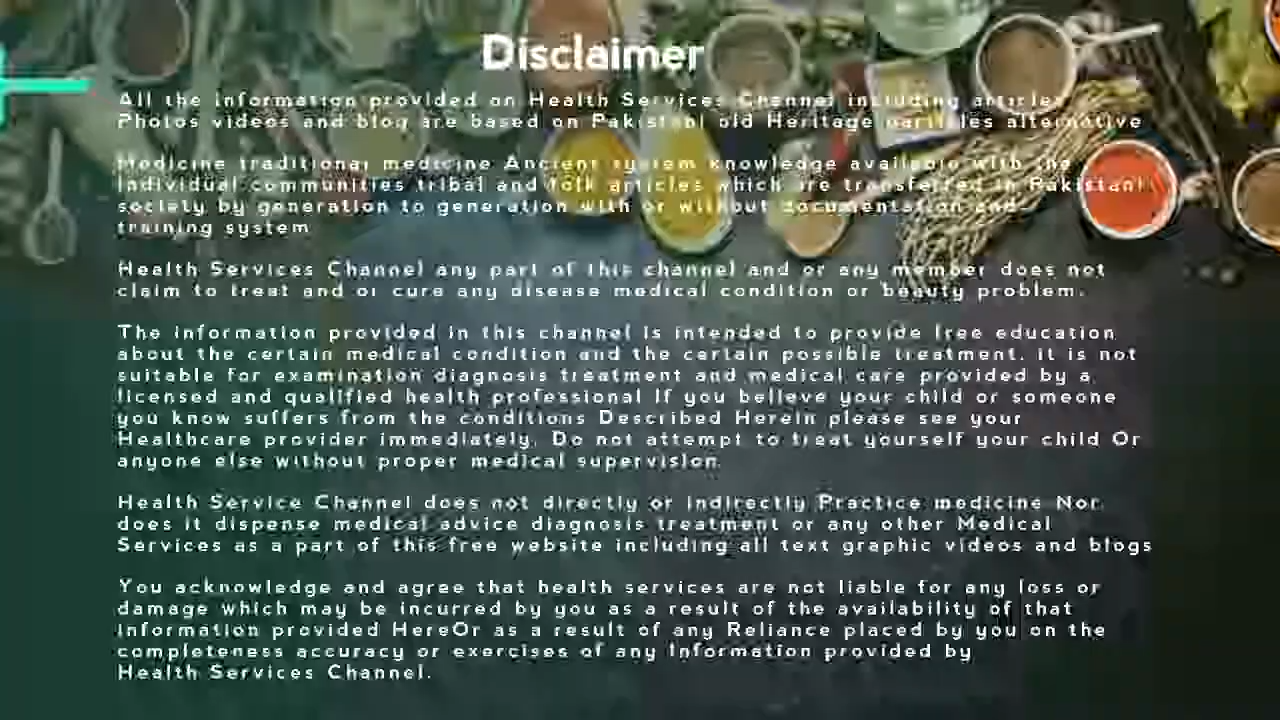 Disclaimer
All the information provided on Health Services Channel including articles
Photos videos and blog are based on Pakistani old Heritage alternative
Medicine traditional medicine Ancient system knowledge available with the
individual communities tribal and folk articles which are transferred in Pakistani
society by generation to generation with or without documentation and
training system
Health Services Channel any part of this channel and or any member does not
claim to treat and or cure any disease medical condition or beauty problem.
The information provided in this channel is intended to provide free education
about the certain medical condition and the certain possible treatment. it is not
suitable for examination diagnosis treatment and medical care provided by a
licensed and qualified health professional If you believe your child or someone
you know suffers from the conditions Described Herein please see your
Healthcare provider immediately. Do not attempt to treat yourself your child Or
anyone else without proper medical supervision
Health Service Channel does not directly or indirectly Practice medicine Nor
does it dispense medical advice diagnosis treatment or any other Medical
Services as a part of this free website including all text graphic videos and blogs
You acknowledge and agree that health services are not liable for any loss or
damage which may be incurred by you as a result of the availability of that
information provided HereOr as a result of any Reliance placed by you on the
completeness accuracy or exercises of any Information provided by
Health Services Channel.